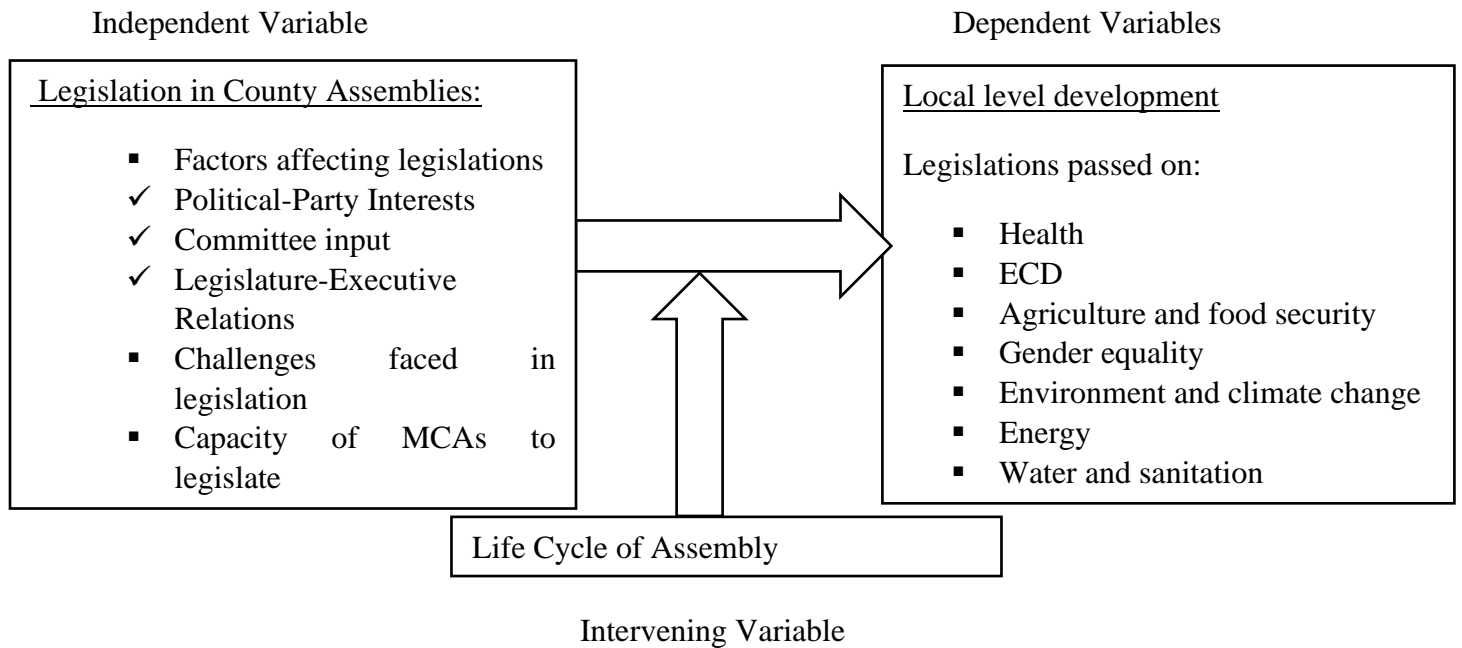 Independent Variable
Dependent Variables
Legislation in County Assemblies:
▪ Factors affecting legislations
✓ Political-Party Interests
✓ Committee input
✓ Legislature-Executive
Relations
▪ Challenges faced in
legislation
▪ Capacity of MCAs to
legislate
Local level development
Legislations passed on:
▪ Health
▪ ECD
▪ Agriculture and food security
▪ Gender equality
▪ Environment and climate change
▪ Energy
▪ Water and sanitation
Life Cycle of Assembly
Intervening Variable